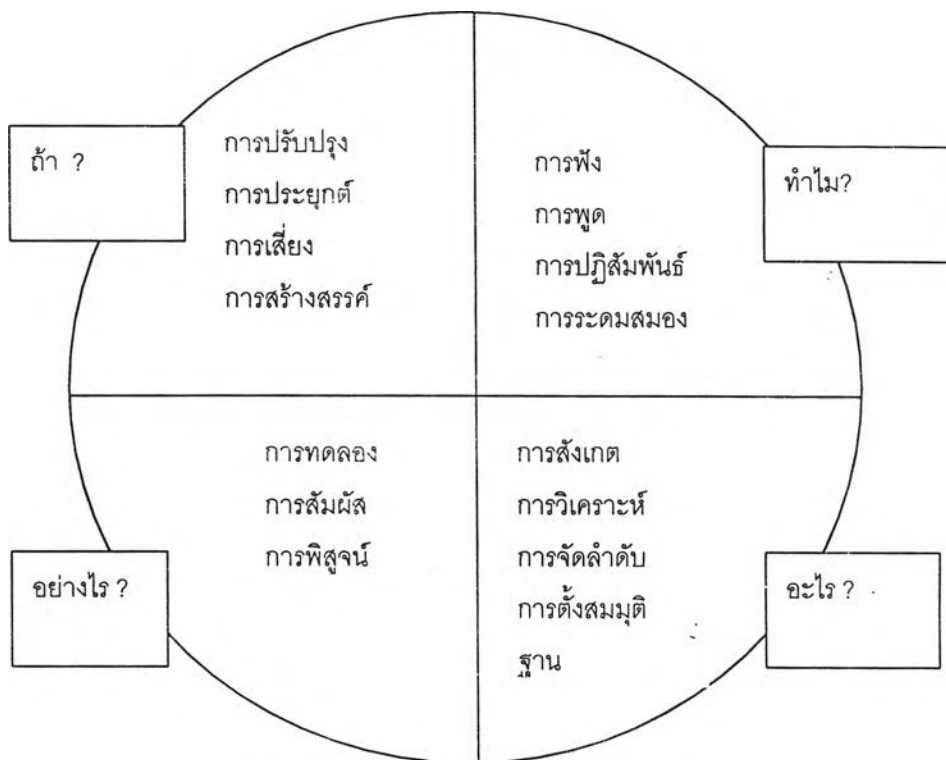 ถ้า ?
การปรับปรุง
การประยุกต์
การเสี่ยง
การสร้างสรรค์
การฟัง
การพูด
การปฏิสัมพันธ์
การระดมสมอง
ทำไม?
อย่างไร ?
การทดลอง
การสัมผัส
การพิสูจน์
การสังเกต
การวิเคราะห์
การจัดลำดับ
การตั้งสมมุติ
ฐาน
อะไร ?